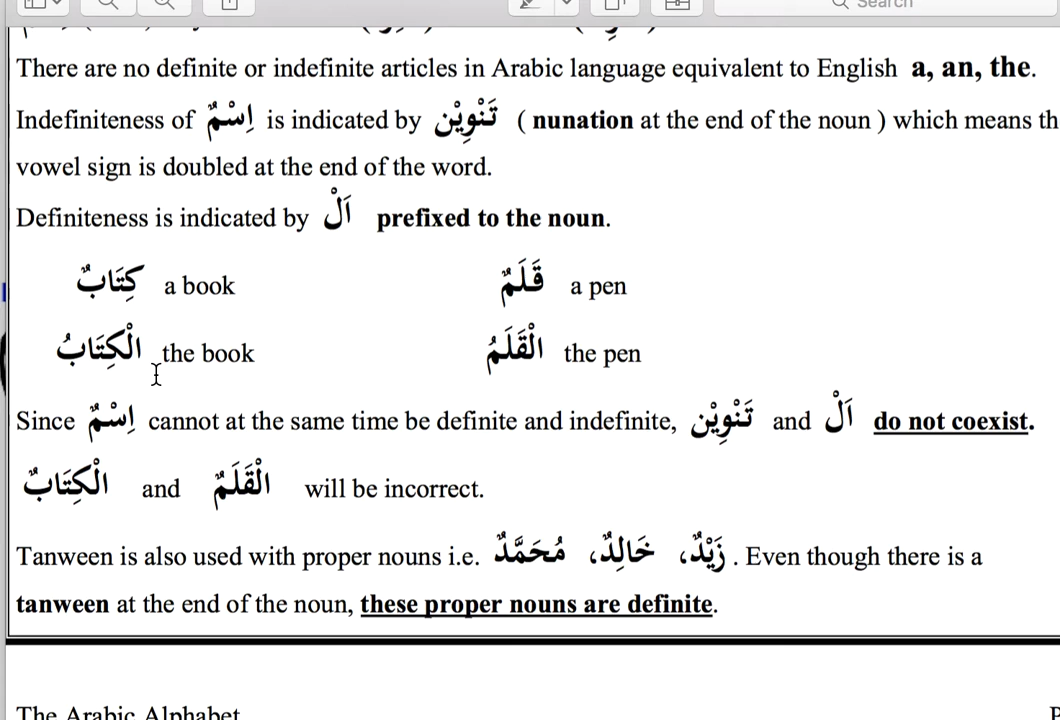 Search
There are no definite or indefinite articles in Arabic language equivalent to English a, an, the.
Indefiniteness of اِسْمٌ is indicated by تَنْوِيْن ( nunation at the end of the noun ) which means th
vowel sign is doubled at the end of the word.
Definiteness is indicated by اَلْ prefixed to the noun.
كِتَابٌ a book قَلَمٌ a pen
الْكِتَابُ the book الْقَلَمُ the pen
Since اِسْمٌ cannot at the same time be definite and indefinite, تَنْوِيْن and اَلْ do not coexist.
الْكِتَابٌ and الْقَلَمٌ will be incorrect.
Tanween is also used with proper nouns i.e. زَيْدٌ، خَالِدٌ، مُحَمَّدٌ . Even though there is a
tanween at the end of the noun, these proper nouns are definite.
The Arabic Alphabet